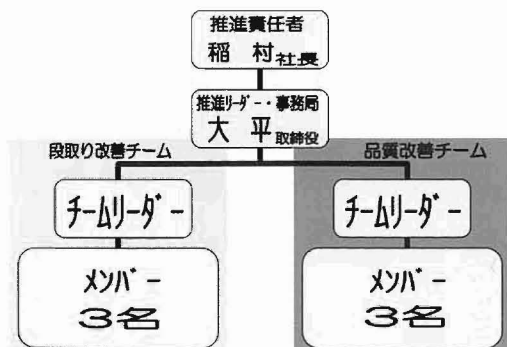 推進責任者
稲 村 社長
推進ﾘｰﾀﾞｰ・事務局
大 平 取締役
段取り改善チーム
品質改善チーム
ﾁｰﾑﾘｰﾀﾞｰ
ﾁｰﾑﾘｰﾀﾞｰ
ﾒﾝﾊﾞｰ
3名
ﾒﾝﾊﾞｰ
3名